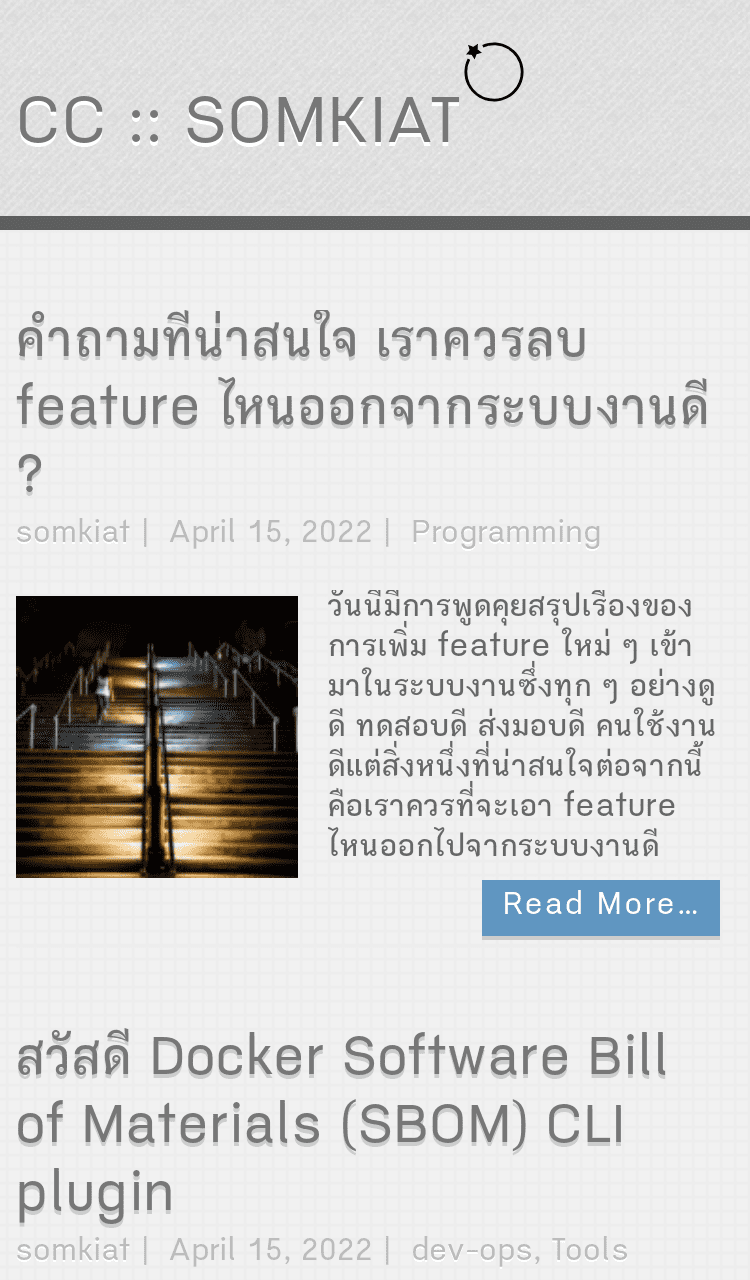 CC :: SOMKIAT
คำถามที่น่าสนใจ เราควรลบ
feature ไหนออกจากระบบงานดี
?
somkiat | April 15, 2022 | Programming
วันนี้มีการพูดคุยสรุปเรื่องของ
การเพิ่ม feature ใหม่ ๆ เข้า
มาในระบบงานซึ่งทุก ๆ อย่างดู
ดี ทดสอบดี ส่งมอบดี คนใช้งาน
ดีแต่สิ่งหนึ่งที่น่าสนใจต่อจากนี้
คือเราควรที่จะเอา feature
ไหนออกไปจากระบบงานดี
Read More...
สวัสดี Docker Software Bill
of Materials (SBOM) CLI
plugin
somkiat | April 15, 2022 | dev-ops, Tools